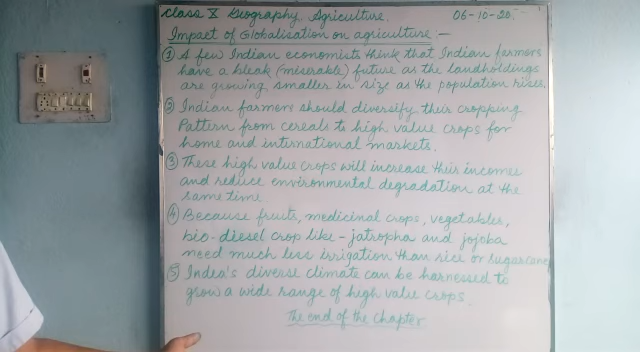 Class X Geography. Agriculture. 06-10-20.
Impact of Globalisation on agriculture :-
① A few Indian economists think that Indian farmers
have a bleak (miserable) future as the landholdings
are growing smaller in size as the population rises.
② Indian farmers should diversify their cropping
Pattern from cereals to high value crops for
home and international markets.
③ These high value crops will increase their incomes
and reduce environmental degradation at the
same time
④ Because fruits, medicinal crops, vegetables,
bio-diesel crop like - jatropha and jojoba
need much less irrigation than rice or sugarcane
⑤ India's diverse climate can be harnessed to
grow a wide range of high value crops.
The end of the Chapter